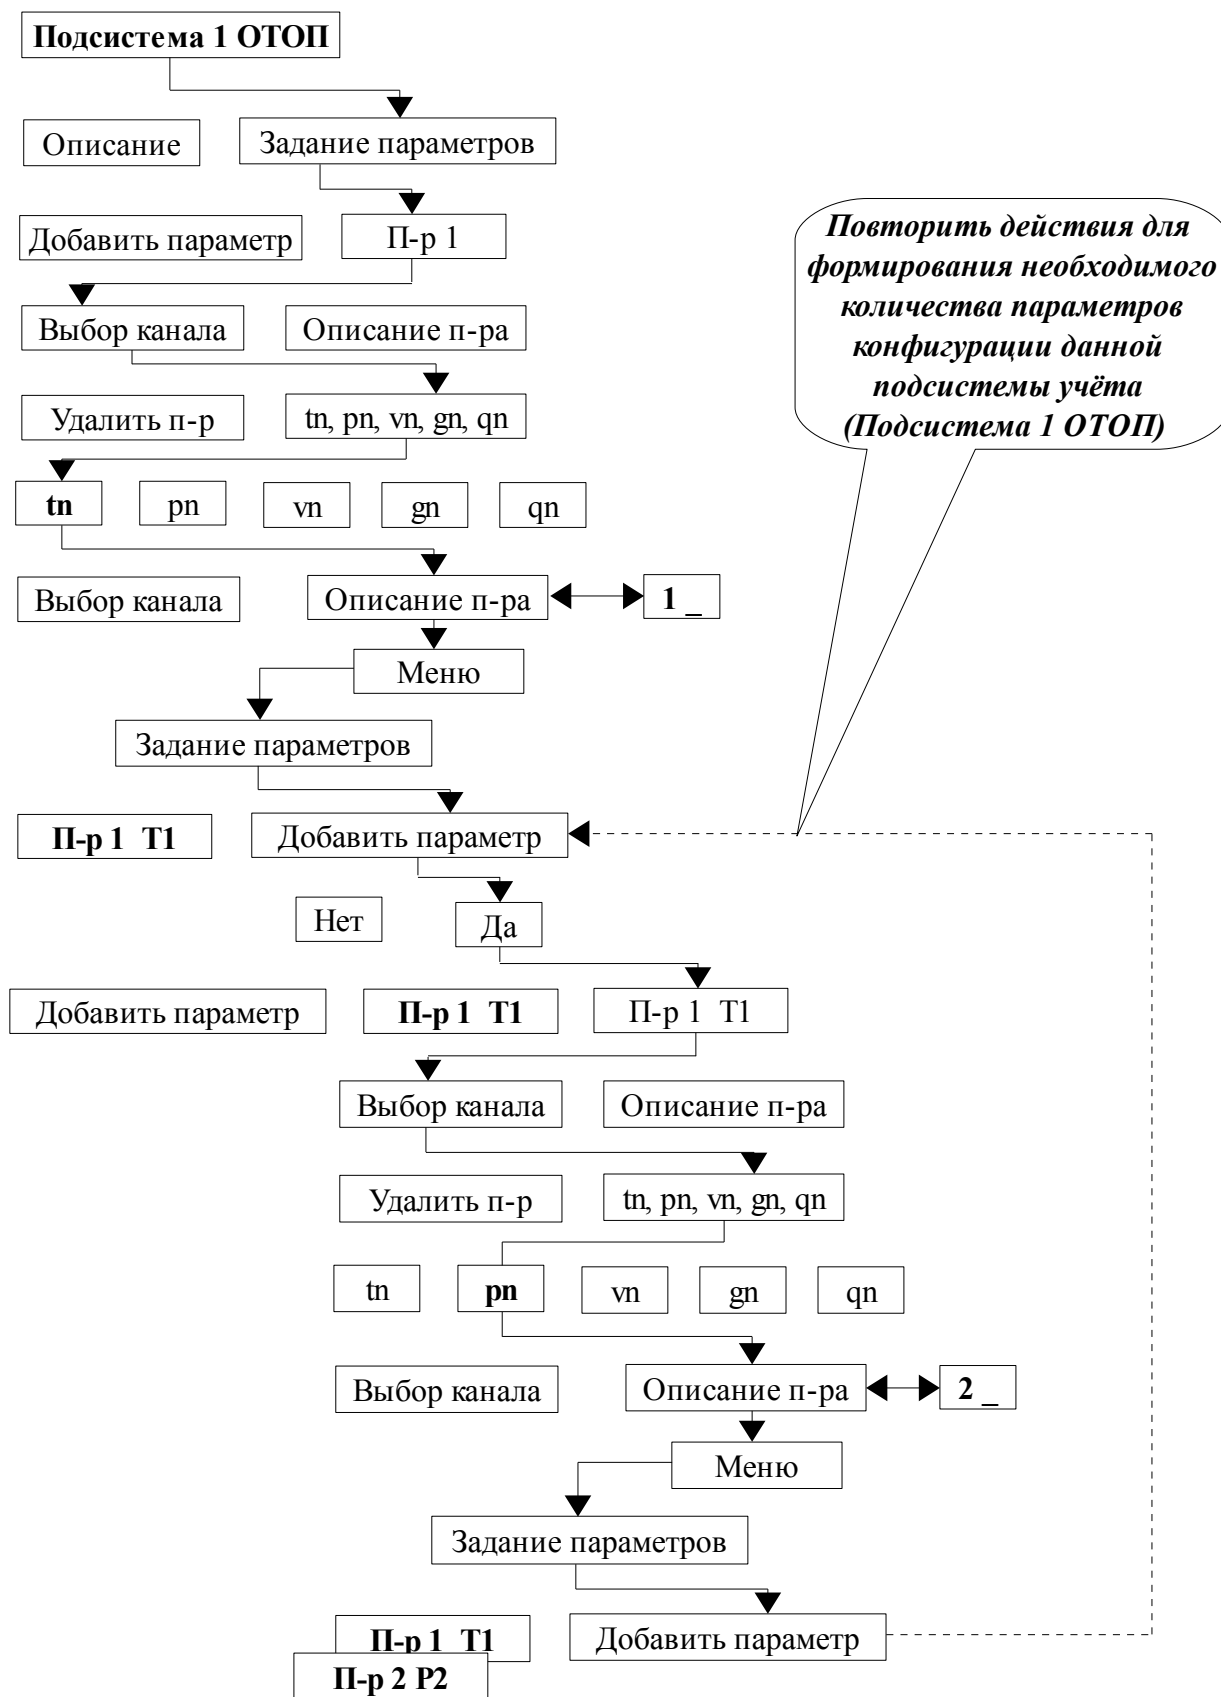 Подсистема 1 ОТОП
Описание
Задание параметров
Добавить параметр
П-р 1
Повторить действия для
формирования необходимого
количества параметров
конфигурации данной
подсистемы учёта
(Подсистема 1 ОТОП)
Выбор канала
Описание п-ра
Удалить п-р
tn, pn, vn, gn, qn
tn
pn
vn
gn
qn
Выбор канала
Описание п-ра
1 _
Меню
Задание параметров
П-р 1 T1
Добавить параметр
Нет
Да
Добавить параметр
П-р 1 T1
П-р 1 T1
Выбор канала
Описание п-ра
Удалить п-р
tn, pn, vn, gn, qn
tn
pn
vn
gn
qn
Выбор канала
Описание п-ра
2 _
Меню
Задание параметров
П-р 1 T1
Добавить параметр
П-р 2 P2